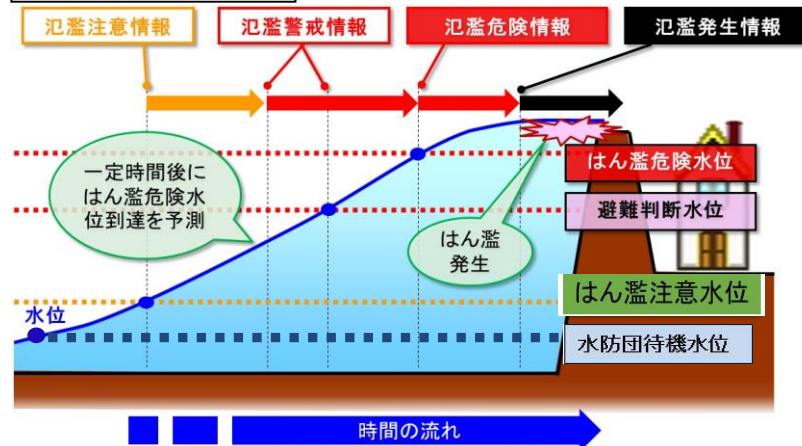 氾濫注意情報
氾濫警戒情報
氾濫危険情報
氾濫発生情報
一定時間後に
はん濫危険水
位到達を予測
はん濫
発生
はん濫危険水位
避難判断水位
はん濫注意水位
水位
水防団待機水位
時間の流れ